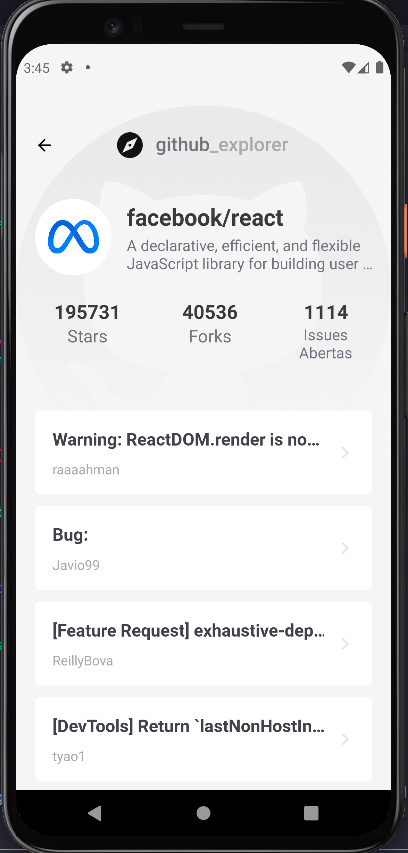 3:45
github_explorer
facebook/react
A declarative, efficient, and flexible
JavaScript library for building user ...
195731
Stars
40536
Forks
1114
Issues
Abertas
Warning: ReactDOM.render is no...
raaaahman
Bug:
Javio99
[Feature Request] exhaustive-dep...
ReillyBova
[DevTools] Return `lastNonHostIn...
tyao1